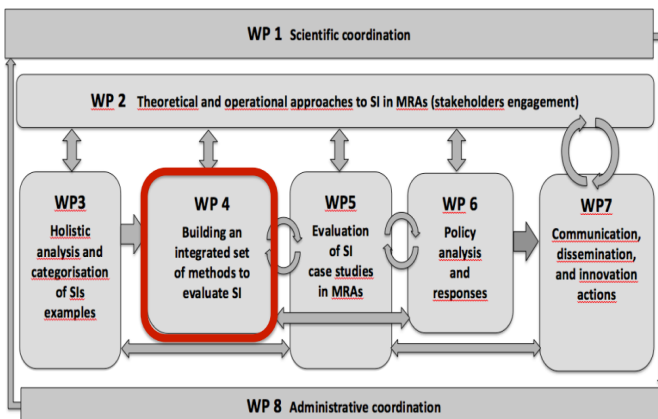 WP 1 Scientific coordination
WP 2 Theoretical and operational approaches to SI in MRAs (stakeholders engagement)
WP3
Holistic
analysis and
categorisation
of SIs
examples
WP 4
Building an
integrated set
of methods to
evaluate SI
WP5
Evaluation
of SI
case studies
in MRAs
WP 6
Policy
analysis
and
responses
WP7
Communication,
dissemination,
and innovation
actions
WP 8 Administrative coordination